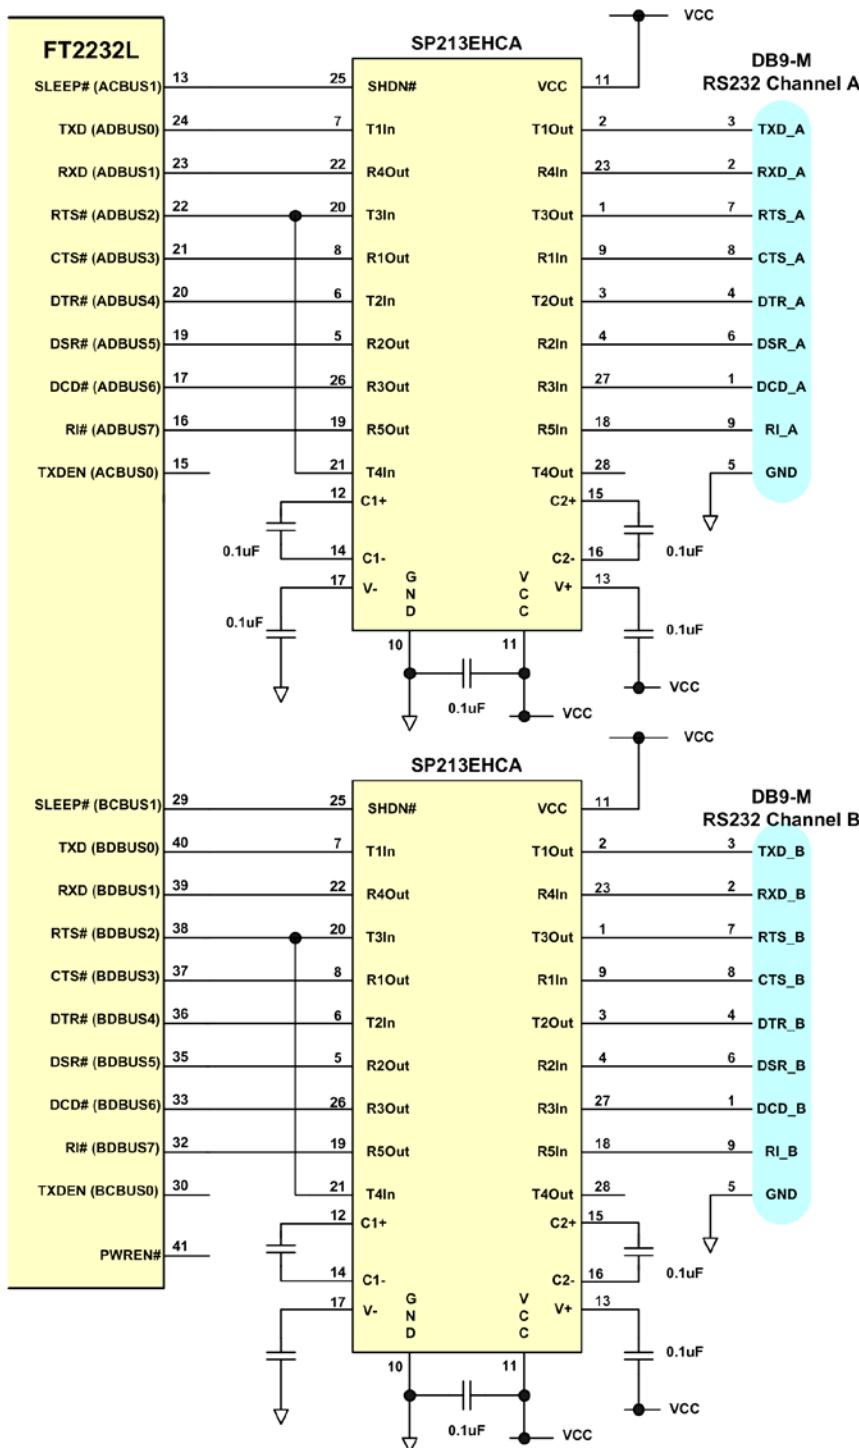 VCC
FT2232L
SP213EHCA
DB9-M
RS232 Channel A
SLEEP# (ACBUS1) 13 25 SHDN# VCC 11
TXD (ADBUS0) 24 7 T1In T1Out 2 3 TXD_A
RXD (ADBUS1) 23 22 R4Out R4In 23 2 RXD_A
RTS# (ADBUS2) 22 20 T3In T3Out 1 7 RTS_A
CTS# (ADBUS3) 21 8 R1Out R1In 9 8 CTS_A
DTR# (ADBUS4) 20 6 T2In T2Out 3 4 DTR_A
DSR# (ADBUS5) 19 5 R2Out R2In 4 6 DSR_A
DCD# (ADBUS6) 17 26 R3Out R3In 27 1 DCD_A
RI# (ADBUS7) 16 19 R5Out R5In 18 9 RI_A
TXDEN (ACBUS0) 15 21 T4In T4Out 28 5 GND
12 C1+ C2+ 15
0.1uF 14 C1- C2- 16 0.1uF
17 V- GND VCC V+ 13
0.1uF 0.1uF
10 11
0.1uF VCC VCC
VCC
SP213EHCA
DB9-M
RS232 Channel B
SLEEP# (BCBUS1) 29 25 SHDN# VCC 11
TXD (BDBUS0) 40 7 T1In T1Out 2 3 TXD_B
RXD (BDBUS1) 39 22 R4Out R4In 23 2 RXD_B
RTS# (BDBUS2) 38 20 T3In T3Out 1 7 RTS_B
CTS# (BDBUS3) 37 8 R1Out R1In 9 8 CTS_B
DTR# (BDBUS4) 36 6 T2In T2Out 3 4 DTR_B
DSR# (BDBUS5) 35 5 R2Out R2In 4 6 DSR_B
DCD# (BDBUS6) 33 26 R3Out R3In 27 1 DCD_B
RI# (BDBUS7) 32 19 R5Out R5In 18 9 RI_B
TXDEN (BCBUS0) 30 21 T4In T4Out 28 5 GND
12 C1+ C2+ 15
PWREN# 41
14 C1- C2- 16 0.1uF
17 V- GND VCC V+ 13
0.1uF
10 11
0.1uF VCC VCC